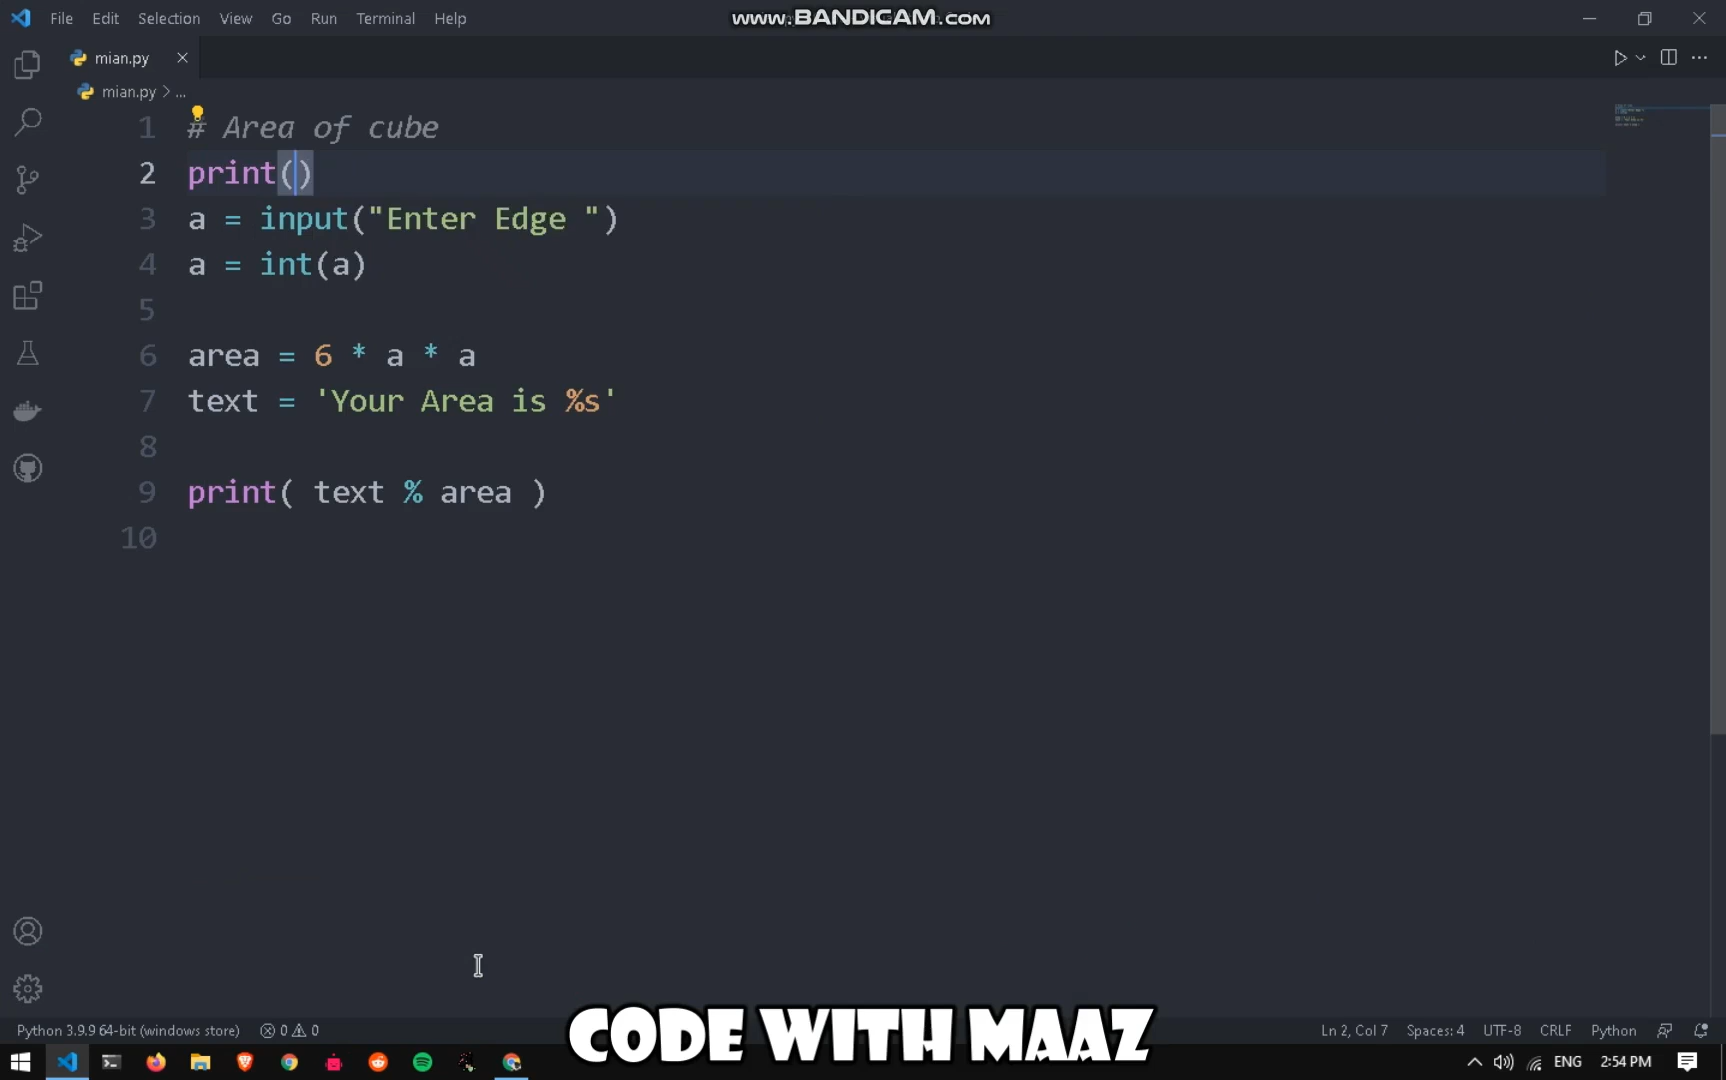 File Edit Selection View Go Run Terminal Help
www.BANDICAM.com
mian.py
mian.py > ...
1 # Area of cube
2 print()
3 a = input("Enter Edge ")
4 a = int(a)
5
6 area = 6 * a * a
7 text = 'Your Area is %s'
8
9 print( text % area )
10
Python 3.9.9 64-bit (windows store) 0 0 Ln 2, Col 7 Spaces: 4 UTF-8 CRLF Python
CODE WITH MAAZ
ENG 2:54 PM